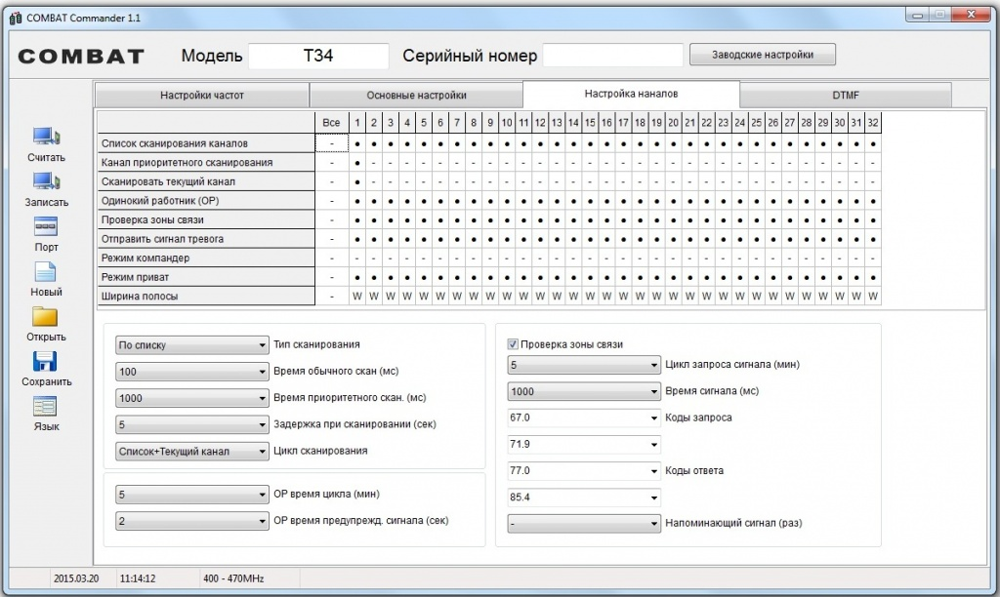 COMBAT Commander 1.1
COMBAT Модель T34 Серийный номер Заводские настройки
Настройки частот Основные настройки Настройка наналов DTMF
Все 1 2 3 4 5 6 7 8 9 10 11 12 13 14 15 16 17 18 19 20 21 22 23 24 25 26 27 28 29 30 31 32
Список сканирования каналов - • • • • • • • • • • • • • • • • • • • • • • • • • • • • • • • •
Канал приоритетного сканирования - • - - - - - - - - - - - - - - - - - - - - - - - - - - - - - - -
Сканировать текущий канал - • - - - - - - - - - - - - - - - - - - - - - - - - - - - - - - -
Одинокий работник (ОР) - • • • • • • • • • • • • • • • • • • • • • • • • • • • • • • • •
Проверка зоны связи - • • • • • • • • • • • • • • • • • • • • • • • • • • • • • • • •
Отправить сигнал тревога - • • • • • • • • • • • • • • • • • • • • • • • • • • • • • • • •
Режим компандер - - - - - - - - - - - - - - - - - - - - - - - - - - - - - - - - -
Режим приват - • • • • • • • • • • • • • • • • • • • • • • • • • • • • • • • •
Ширина полосы - W W W W W W W W W W W W W W W W W W W W W W W W W W W W W W W W
Считать
Записать
Порт
Новый
Открыть
Сохранить
Язык
По списку Тип сканирования
100 Время обычного скан (мс)
1000 Время приоритетного скан. (мс)
5 Задержка при сканировании (сек)
Список+Текущий канал Цикл сканирования
5 ОР время цикла (мин)
2 ОР время предупрежд. сигнала (сек)
Проверка зоны связи
5 Цикл запроса сигнала (мин)
1000 Время сигнала (мс)
67.0 Коды запроса
71.9
77.0 Коды ответа
85.4
- Напоминающий сигнал (раз)
2015.03.20 11:14:12 400 - 470MHz